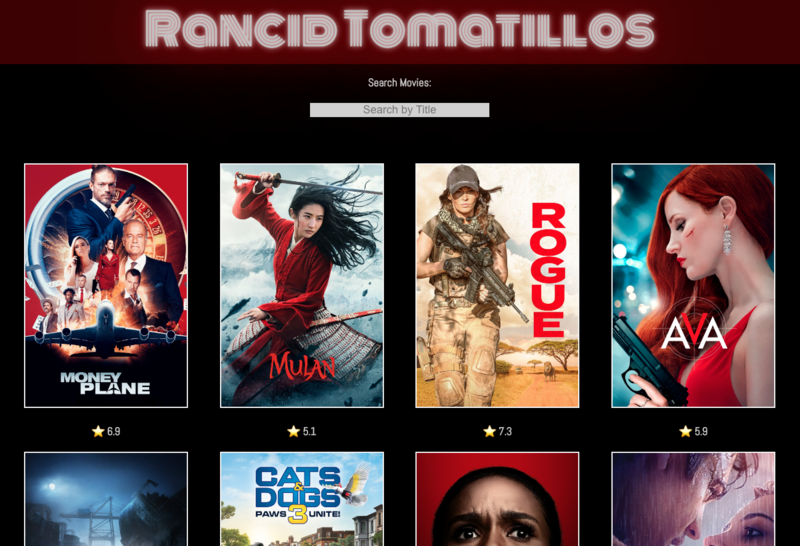 Rancid Tomatillos
Search Movies:
Search by Title
MONEY
PLANE
MULAN
ROGUE
AVA
6.9
5.1
7.3
5.9
CATS
&
DOGS
PAWS 3 UNITE!